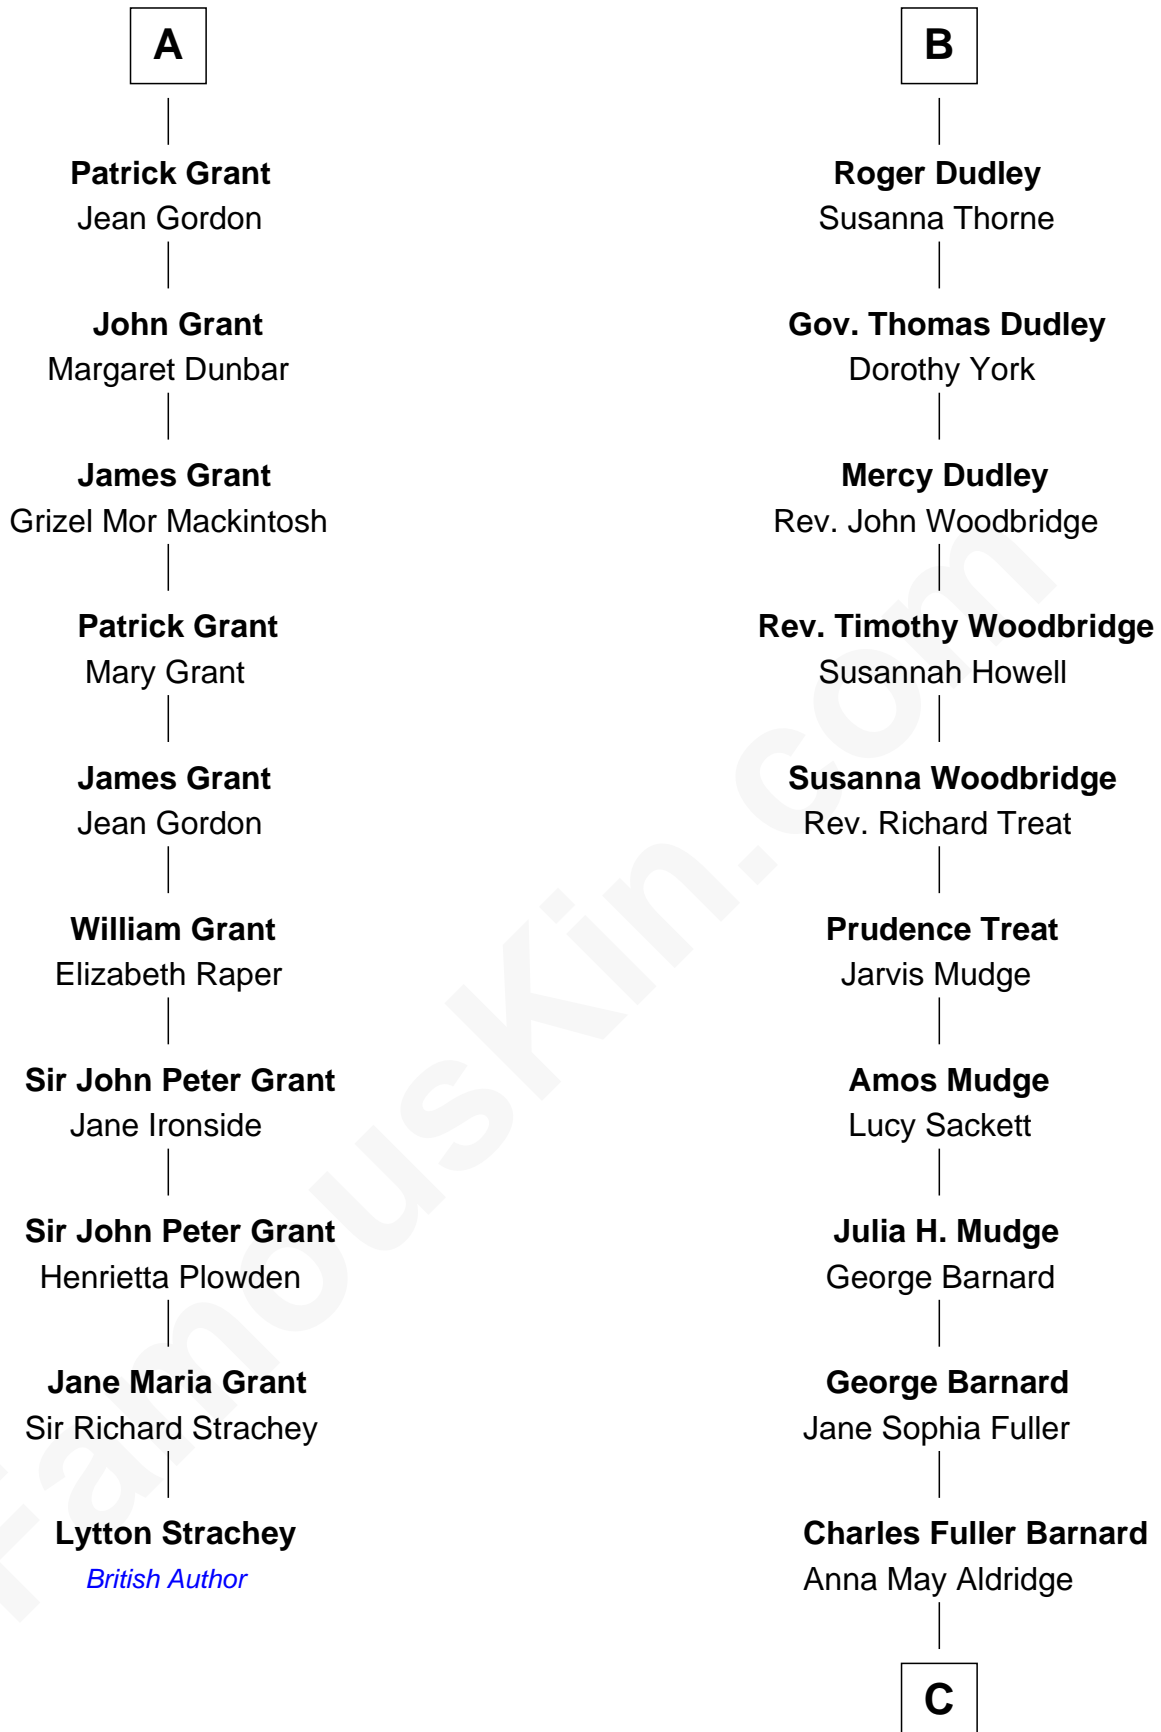 A
Patrick Grant
Jean Gordon
John Grant
Margaret Dunbar
James Grant
Grizel Mor Mackintosh
Patrick Grant
Mary Grant
James Grant
Jean Gordon
William Grant
Elizabeth Raper
Sir John Peter Grant
Jane Ironside
Sir John Peter Grant
Henrietta Plowden
Jane Maria Grant
Sir Richard Strachey
Lytton Strachey
British Author
B
Roger Dudley
Susanna Thorne
Gov. Thomas Dudley
Dorothy York
Mercy Dudley
Rev. John Woodbridge
Rev. Timothy Woodbridge
Susannah Howell
Susanna Woodbridge
Rev. Richard Treat
Prudence Treat
Jarvis Mudge
Amos Mudge
Lucy Sackett
Julia H. Mudge
George Barnard
George Barnard
Jane Sophia Fuller
Charles Fuller Barnard
Anna May Aldridge
C
FamousKin.com